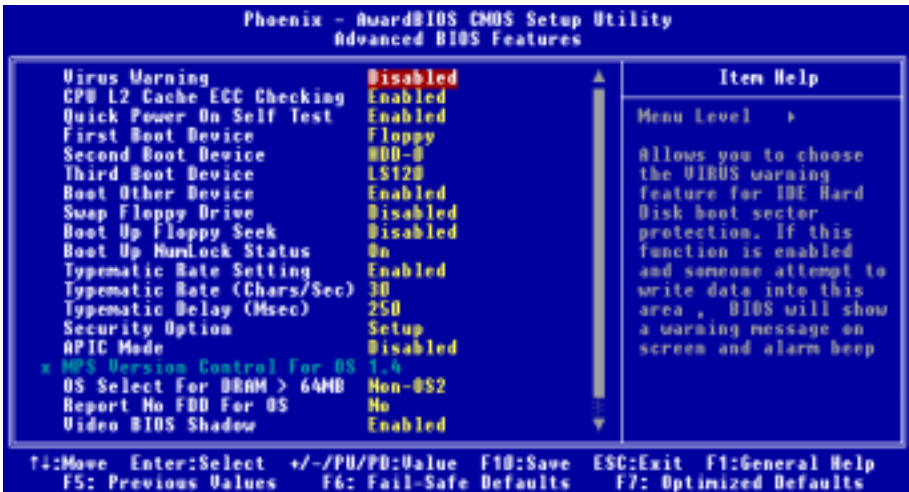 Phoenix - AwardBIOS CMOS Setup Utility
Advanced BIOS Features
Virus Warning Disabled
CPU L2 Cache ECC Checking Enabled
Quick Power On Self Test Enabled
First Boot Device Floppy
Second Boot Device HDD-0
Third Boot Device LS120
Boot Other Device Enabled
Swap Floppy Drive Disabled
Boot Up Floppy Seek Disabled
Boot Up NumLock Status On
Typematic Rate Setting Enabled
Typematic Rate (Chars/Sec) 30
Typematic Delay (Msec) 250
Security Option Setup
APIC Mode Disabled
x MPS Version Control For OS 1.4
OS Select For DRAM > 64MB Non-OS2
Report No FDD For OS No
Video BIOS Shadow Enabled
Item Help
Menu Level ▸
Allows you to choose
the VIRUS warning
feature for IDE Hard
Disk boot sector
protection. If this
function is enabled
and someone attempt to
write data into this
area , BIOS will show
a warning message on
screen and alarm beep
↑↓:Move Enter:Select +/-/PU/PD:Value F10:Save ESC:Exit F1:General Help
F5: Previous Values F6: Fail-Safe Defaults F7: Optimized Defaults